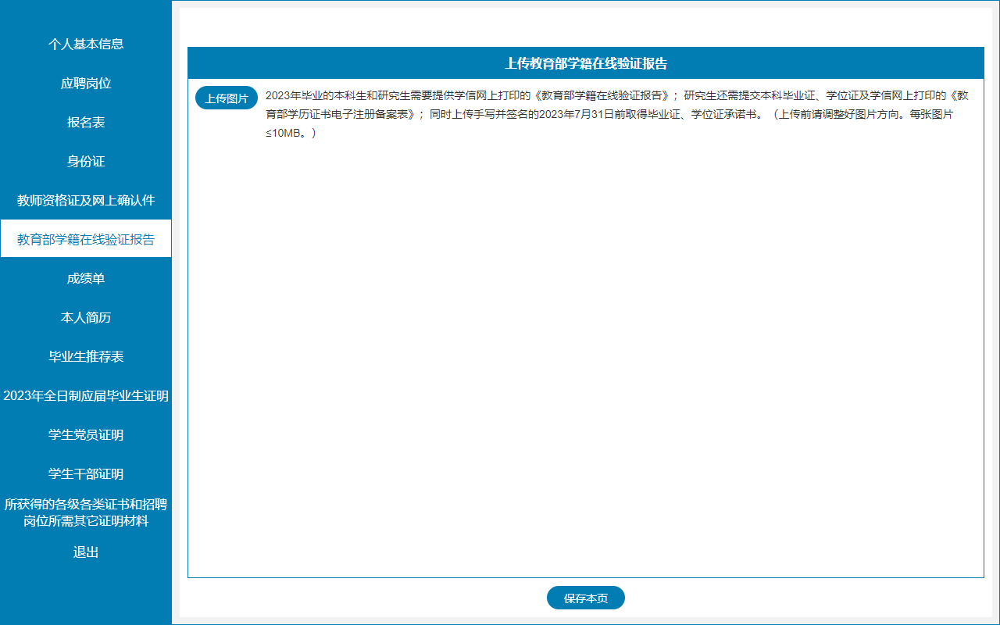 个人基本信息
应聘岗位
报名表
身份证
教师资格证及网上确认件
教育部学籍在线验证报告
成绩单
本人简历
毕业生推荐表
2023年全日制应届毕业生证明
学生党员证明
学生干部证明
所获得的各级各类证书和招聘
岗位所需其它证明材料
退出
上传教育部学籍在线验证报告
上传图片
2023年毕业的本科生和研究生需要提供学信网上打印的《教育部学籍在线验证报告》；研究生还需提交本科毕业证、学位证及学信网上打印的《教
育部学历证书电子注册备案表》；同时上传手写并签名的2023年7月31日前取得毕业证、学位证承诺书。（上传前请调整好图片方向。每张图片
≤10MB。）
保存本页